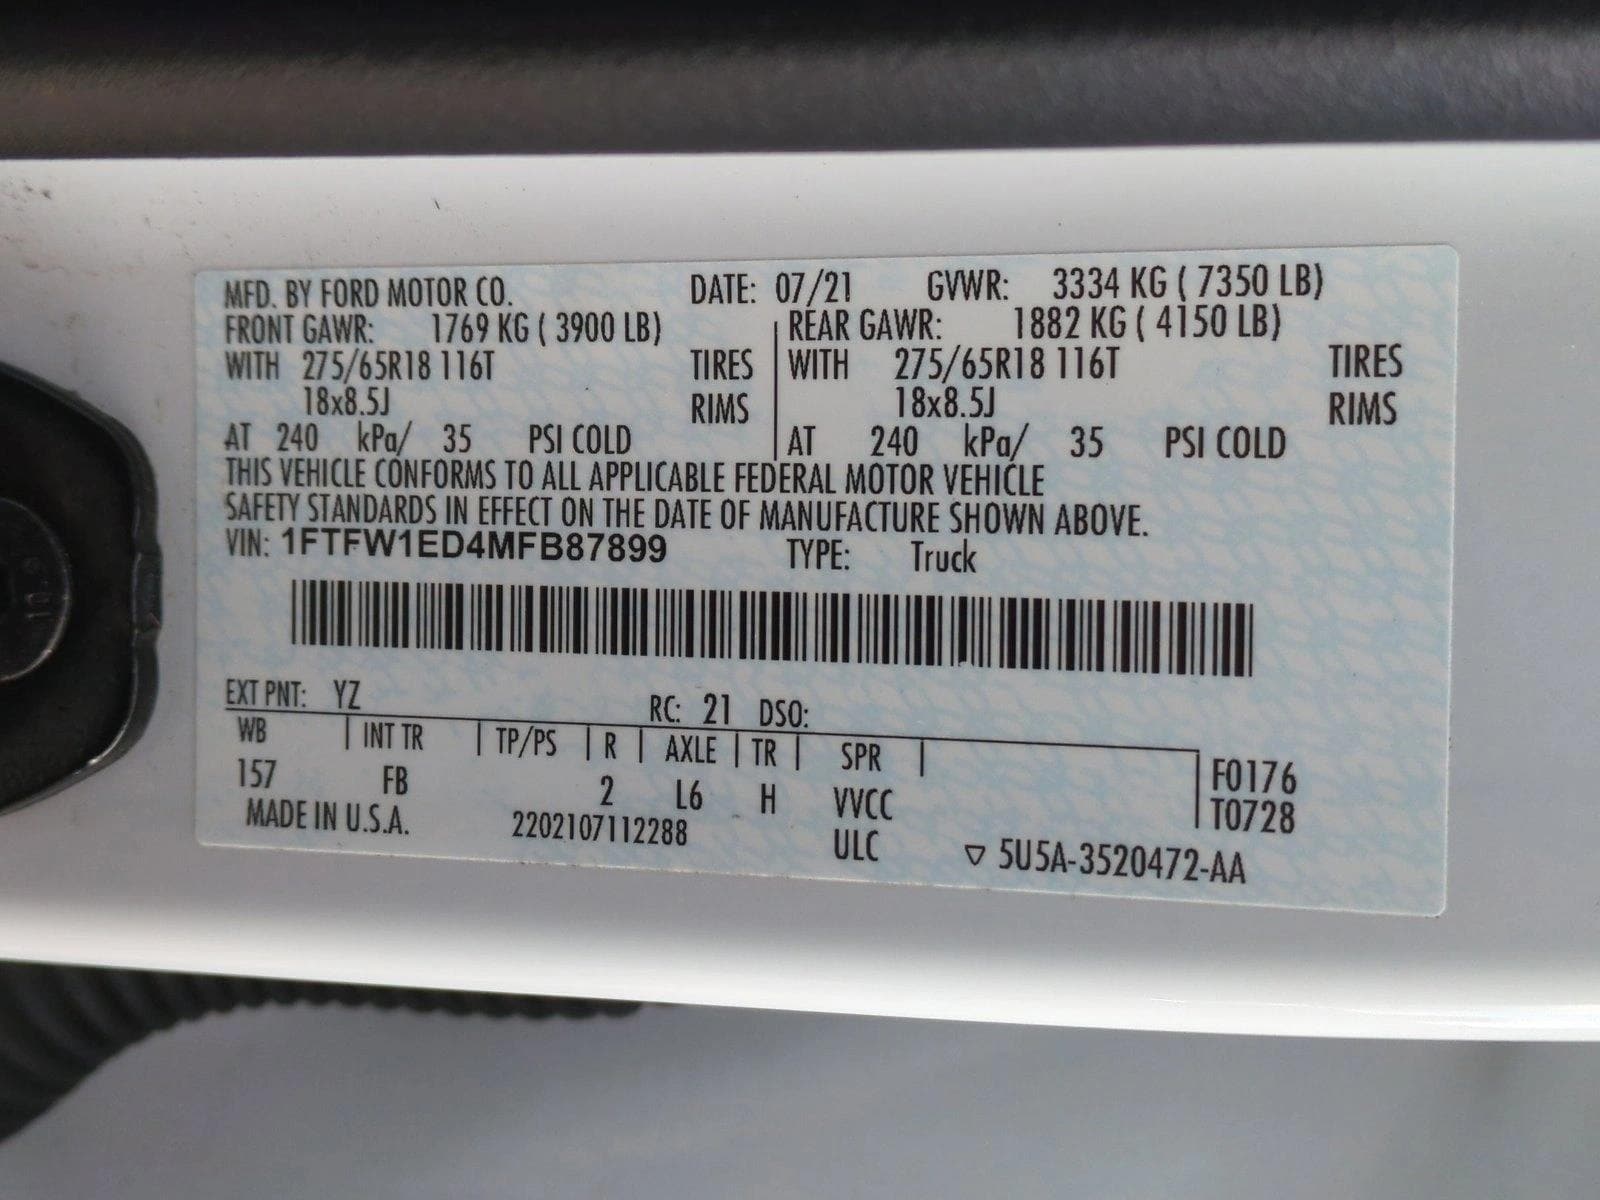 MFD. BY FORD MOTOR CO. DATE: 07/21 GVWR: 3334 KG ( 7350 LB)
FRONT GAWR: 1769 KG ( 3900 LB) REAR GAWR: 1882 KG ( 4150 LB)
WITH 275/65R18 116T TIRES WITH 275/65R18 116T TIRES
18x8.5J RIMS 18x8.5J RIMS
AT 240 kPa/ 35 PSI COLD AT 240 kPa/ 35 PSI COLD
THIS VEHICLE CONFORMS TO ALL APPLICABLE FEDERAL MOTOR VEHICLE
SAFETY STANDARDS IN EFFECT ON THE DATE OF MANUFACTURE SHOWN ABOVE.
VIN: 1FTFW1ED4MFB87899 TYPE: Truck
EXT PNT: YZ RC: 21 DSO:
WB | INT TR | TP/PS | R | AXLE | TR | SPR |
157 FB 2 L6 H VVCC
F0176
T0728
MADE IN U.S.A. 2202107112288 ULC ▽ 5U5A-3520472-AA